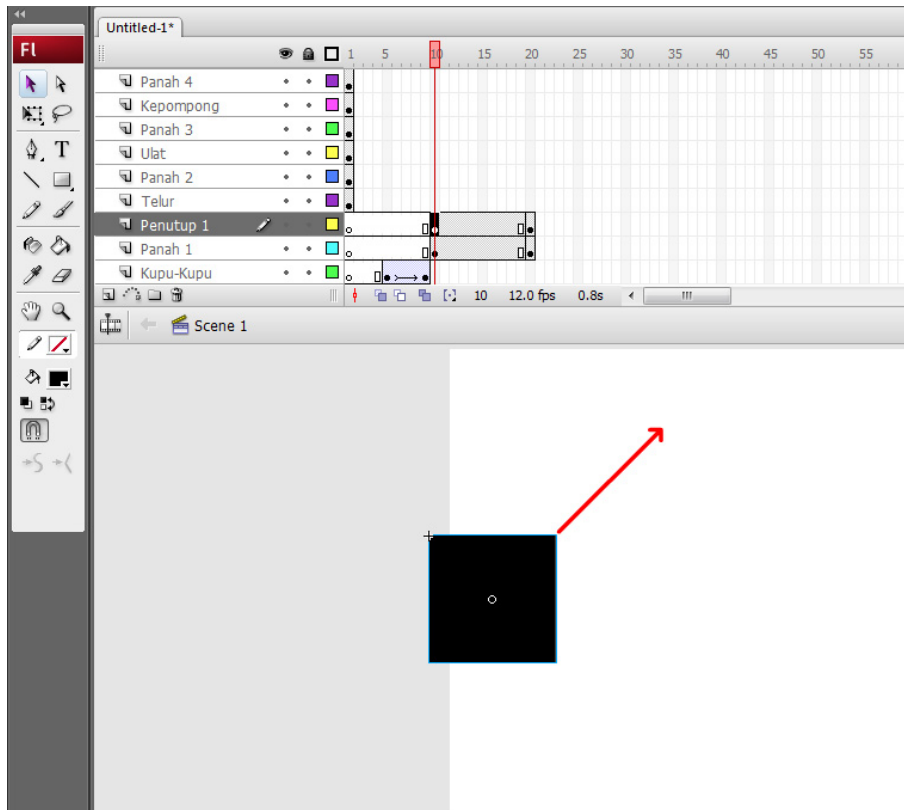 Untitled-1*
Fl
1 5 10 15 20 25 30 35 40 45 50 55
Panah 4
Kepompong
Panah 3
Ulat
Panah 2
Telur
Penutup 1
Panah 1
Kupu-Kupu
10 12.0 fps 0.8s
Scene 1